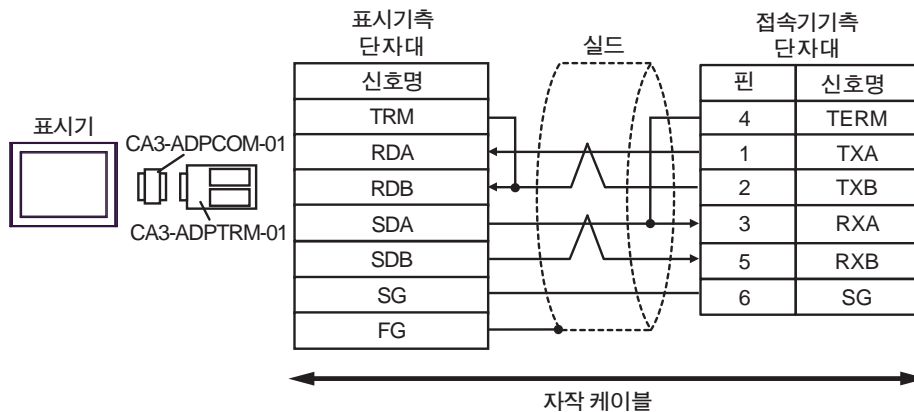 표시기측
단자대
실드
접속기기측
단자대
신호명
핀 신호명
TRM
4 TERM
표시기
CA3-ADPCOM-01
RDA
1 TXA
RDB
2 TXB
CA3-ADPTRM-01
SDA
3 RXA
SDB
5 RXB
SG
6 SG
FG
자작 케이블